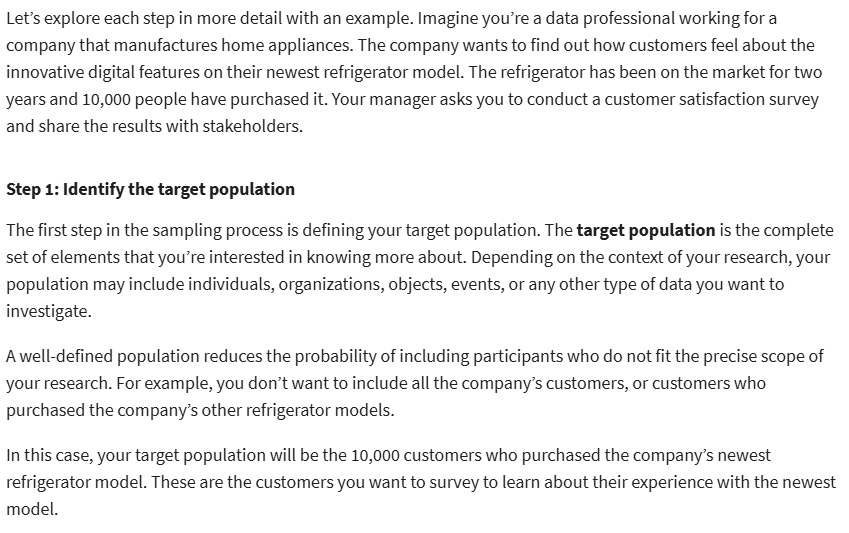 Let’s explore each step in more detail with an example. Imagine you’re a data professional working for a
company that manufactures home appliances. The company wants to find out how customers feel about the
innovative digital features on their newest refrigerator model. The refrigerator has been on the market for two
years and 10,000 people have purchased it. Your manager asks you to conduct a customer satisfaction survey
and share the results with stakeholders.
Step 1: Identify the target population
The first step in the sampling process is defining your target population. The target population is the complete
set of elements that you’re interested in knowing more about. Depending on the context of your research, your
population may include individuals, organizations, objects, events, or any other type of data you want to
investigate.
A well-defined population reduces the probability of including participants who do not fit the precise scope of
your research. For example, you don’t want to include all the company’s customers, or customers who
purchased the company’s other refrigerator models.
In this case, your target population will be the 10,000 customers who purchased the company’s newest
refrigerator model. These are the customers you want to survey to learn about their experience with the newest
model.